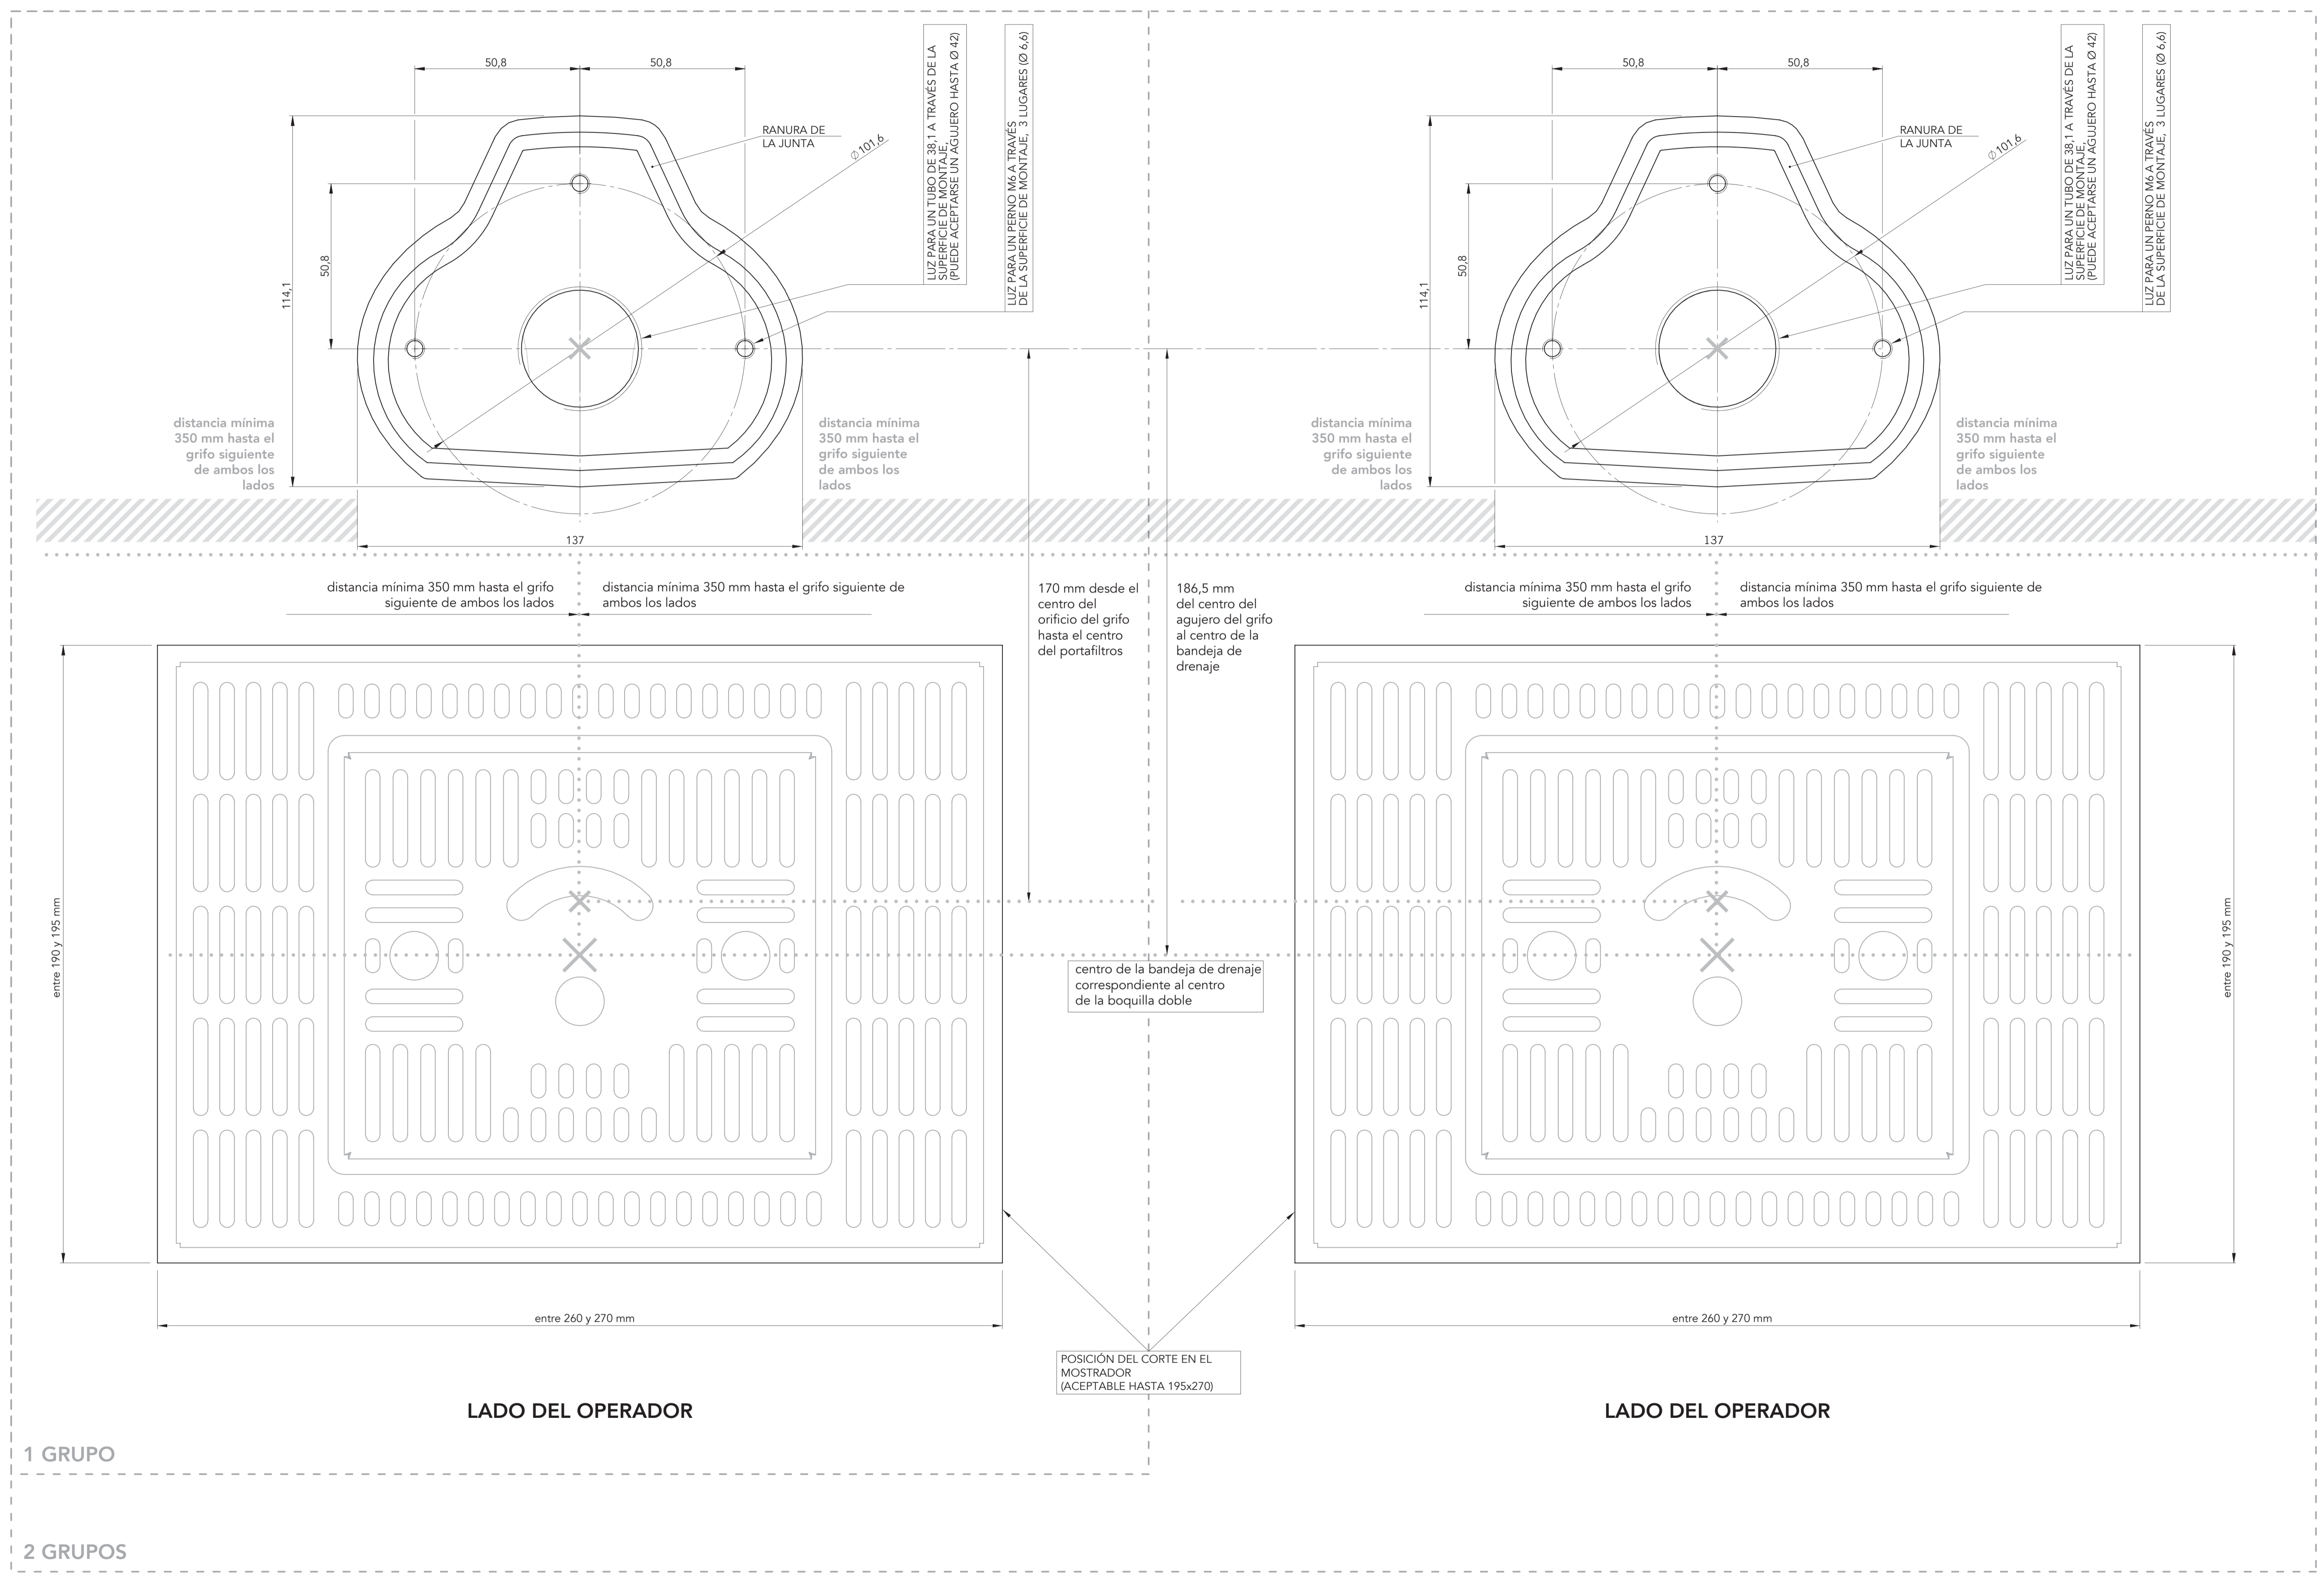 50,8
50,8
LUZ PARA UN TUBO DE 38,1 A TRAVÉS DE LA
SUPERFICIE DE MONTAJE,
(PUEDE ACEPTARSE UN AGUJERO HASTA Ø 42)
LUZ PARA UN PERNO M6 A TRAVÉS
DE LA SUPERFICIE DE MONTAJE, 3 LUGARES (Ø 6,6)
RANURA DE
LA JUNTA
Ø101,6
50,8
114,1
distancia mínima
350 mm hasta el
grifo siguiente
de ambos los
lados
distancia mínima
350 mm hasta el
grifo siguiente
de ambos los
lados
137
distancia mínima 350 mm hasta el grifo
siguiente de ambos los lados
distancia mínima 350 mm hasta el grifo siguiente de
ambos los lados
170 mm desde el
centro del
orificio del grifo
hasta el centro
del portafiltros
186,5 mm
del centro del
agujero del grifo
al centro de la
bandeja de
drenaje
entre 190 y 195 mm
centro de la bandeja de drenaje
correspondiente al centro
de la boquilla doble
entre 260 y 270 mm
POSICIÓN DEL CORTE EN EL
MOSTRADOR
(ACEPTABLE HASTA 195x270)
LADO DEL OPERADOR
1 GRUPO
2 GRUPOS
50,8
50,8
LUZ PARA UN TUBO DE 38,1 A TRAVÉS DE LA
SUPERFICIE DE MONTAJE,
(PUEDE ACEPTARSE UN AGUJERO HASTA Ø 42)
LUZ PARA UN PERNO M6 A TRAVÉS
DE LA SUPERFICIE DE MONTAJE, 3 LUGARES (Ø 6,6)
RANURA DE
LA JUNTA
Ø101,6
50,8
114,1
distancia mínima
350 mm hasta el
grifo siguiente
de ambos los
lados
distancia mínima
350 mm hasta el
grifo siguiente
de ambos los
lados
137
distancia mínima 350 mm hasta el grifo
siguiente de ambos los lados
distancia mínima 350 mm hasta el grifo siguiente de
ambos los lados
entre 190 y 195 mm
entre 260 y 270 mm
LADO DEL OPERADOR